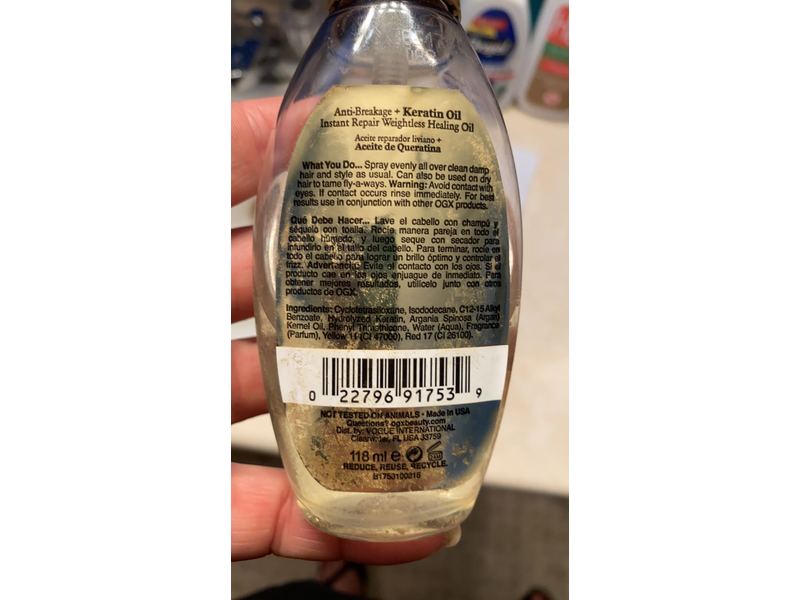 Anti-Breakage + Keratin Oil
Instant Repair Weightless Healing Oil
Aceite reparador liviano +
Aceite de Queratina
What You Do... Spray evenly all over clean damp
hair and style as usual. Can also be used on dry
hair to tame fly-a-ways. Warning: Avoid contact with
eyes. If contact occurs rinse immediately. For best
results use in conjunction with other OGX products.
Qué Debe Hacer... Lave el cabello con champú y
séquelo con toalla. Rocíe manera pareja en todo el
cabello húmedo, y luego seque con secador para
infundirlo en el tallo del cabello. Para terminar, rocíe en
todo el cabello para lograr un brillo óptimo y controlar el
frizz. Advertencia: Evite el contacto con los ojos. Si el
producto cae en los ojos enjuague de inmediato. Para
obtener mejores resultados, utilícelo junto con otros
productos de OGX.
Ingredients: Cyclotetrasiloxane, Isododecane, C12-15 Alkyl
Benzoate, Hydrolyzed Keratin, Argania Spinosa (Argan)
Kernel Oil, Phenyl Trimethicone, Water (Aqua), Fragrance
(Parfum), Yellow 11 (CI 47000), Red 17 (CI 26100).
0 22796 91753 9
NOT TESTED ON ANIMALS • Made in USA
Questions? ogxbeauty.com
Dist. by: VOGUE INTERNATIONAL
Clearwater, FL USA 33759
118 ml e
REDUCE, REUSE, RECYCLE.